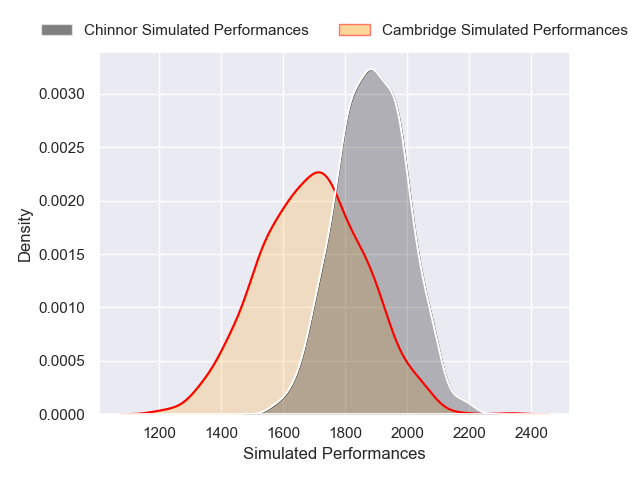 Chinnor Simulated Performances Cambridge Simulated Performances
0.0030
0.0025
0.0020
0.0015
0.0010
0.0005
0.0000
Density
1200 1400 1600 1800 2000 2200 2400
Simulated Performances